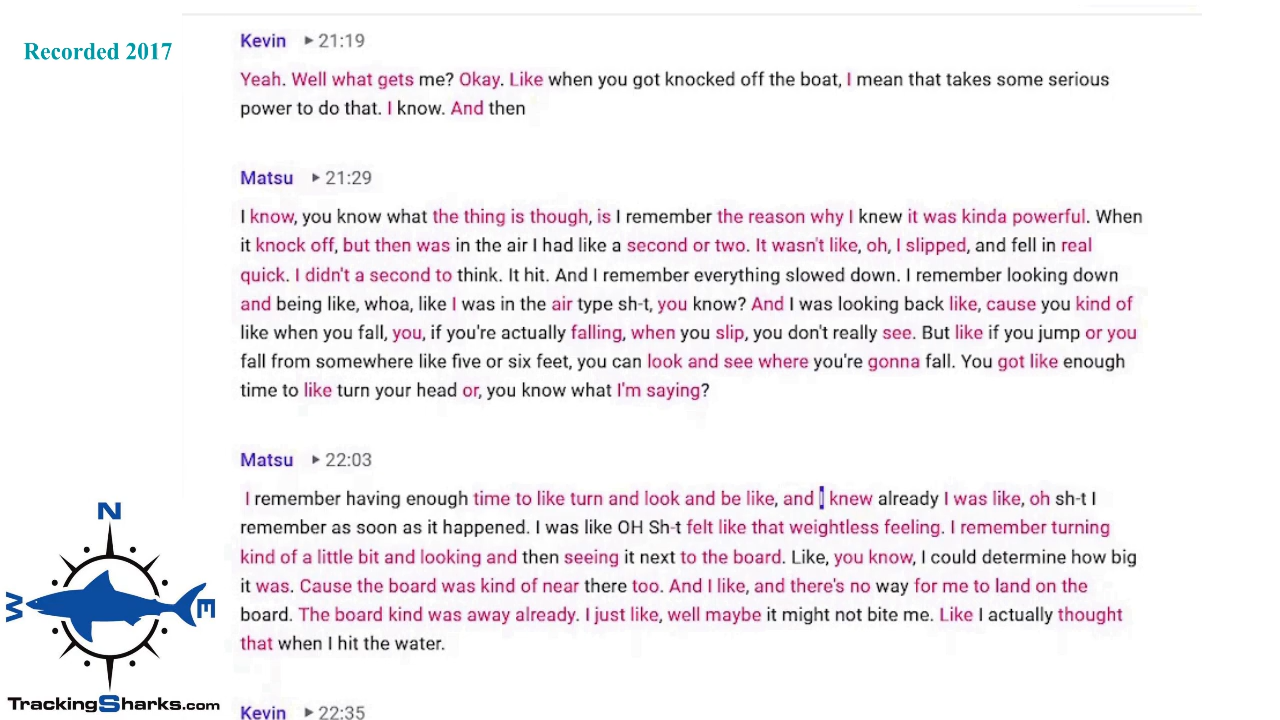 Recorded 2017
Kevin 21:19
Yeah. Well what gets me? Okay. Like when you got knocked off the boat, I mean that takes some serious
power to do that. I know. And then
Matsu 21:29
I know, you know what the thing is though, is I remember the reason why I knew it was kinda powerful. When
it knock off, but then was in the air I had like a second or two. It wasn't like, oh, I slipped, and fell in real
quick. I didn't a second to think. It hit. And I remember everything slowed down. I remember looking down
and being like, whoa, like I was in the air type sh-t, you know? And I was looking back like, cause you kind of
like when you fall, you, if you're actually falling, when you slip, you don't really see. But like if you jump or you
fall from somewhere like five or six feet, you can look and see where you're gonna fall. You got like enough
time to like turn your head or, you know what I'm saying?
Matsu 22:03
I remember having enough time to like turn and look and be like, and I knew already I was like, oh sh-t I
remember as soon as it happened. I was like OH Sh-t felt like that weightless feeling. I remember turning
kind of a little bit and looking and then seeing it next to the board. Like, you know, I could determine how big
it was. Cause the board was kind of near there too. And I like, and there's no way for me to land on the
board. The board kind was away already. I just like, well maybe it might not bite me. Like I actually thought
that when I hit the water.
Kevin 22:35
N
W
E
S
TrackingSharks.com